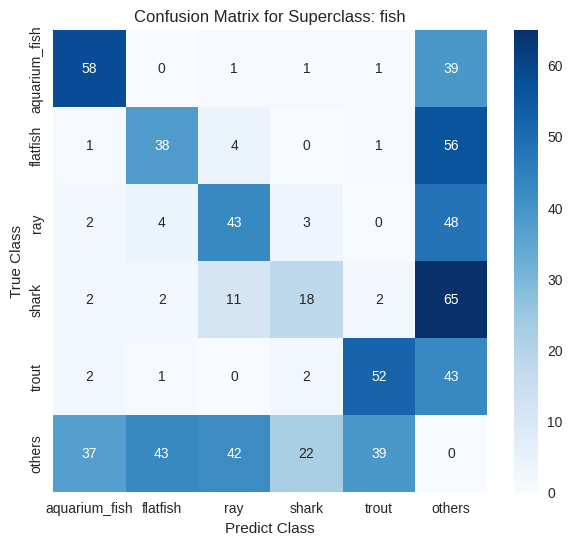 Confusion Matrix for Superclass: fish
True Class
aquarium_fish 58 0 1 1 1 39
flatfish 1 38 4 0 1 56
ray 2 4 43 3 0 48
shark 2 2 11 18 2 65
trout 2 1 0 2 52 43
others 37 43 42 22 39 0
aquarium_fish flatfish ray shark trout others
Predict Class
60
50
40
30
20
10
0